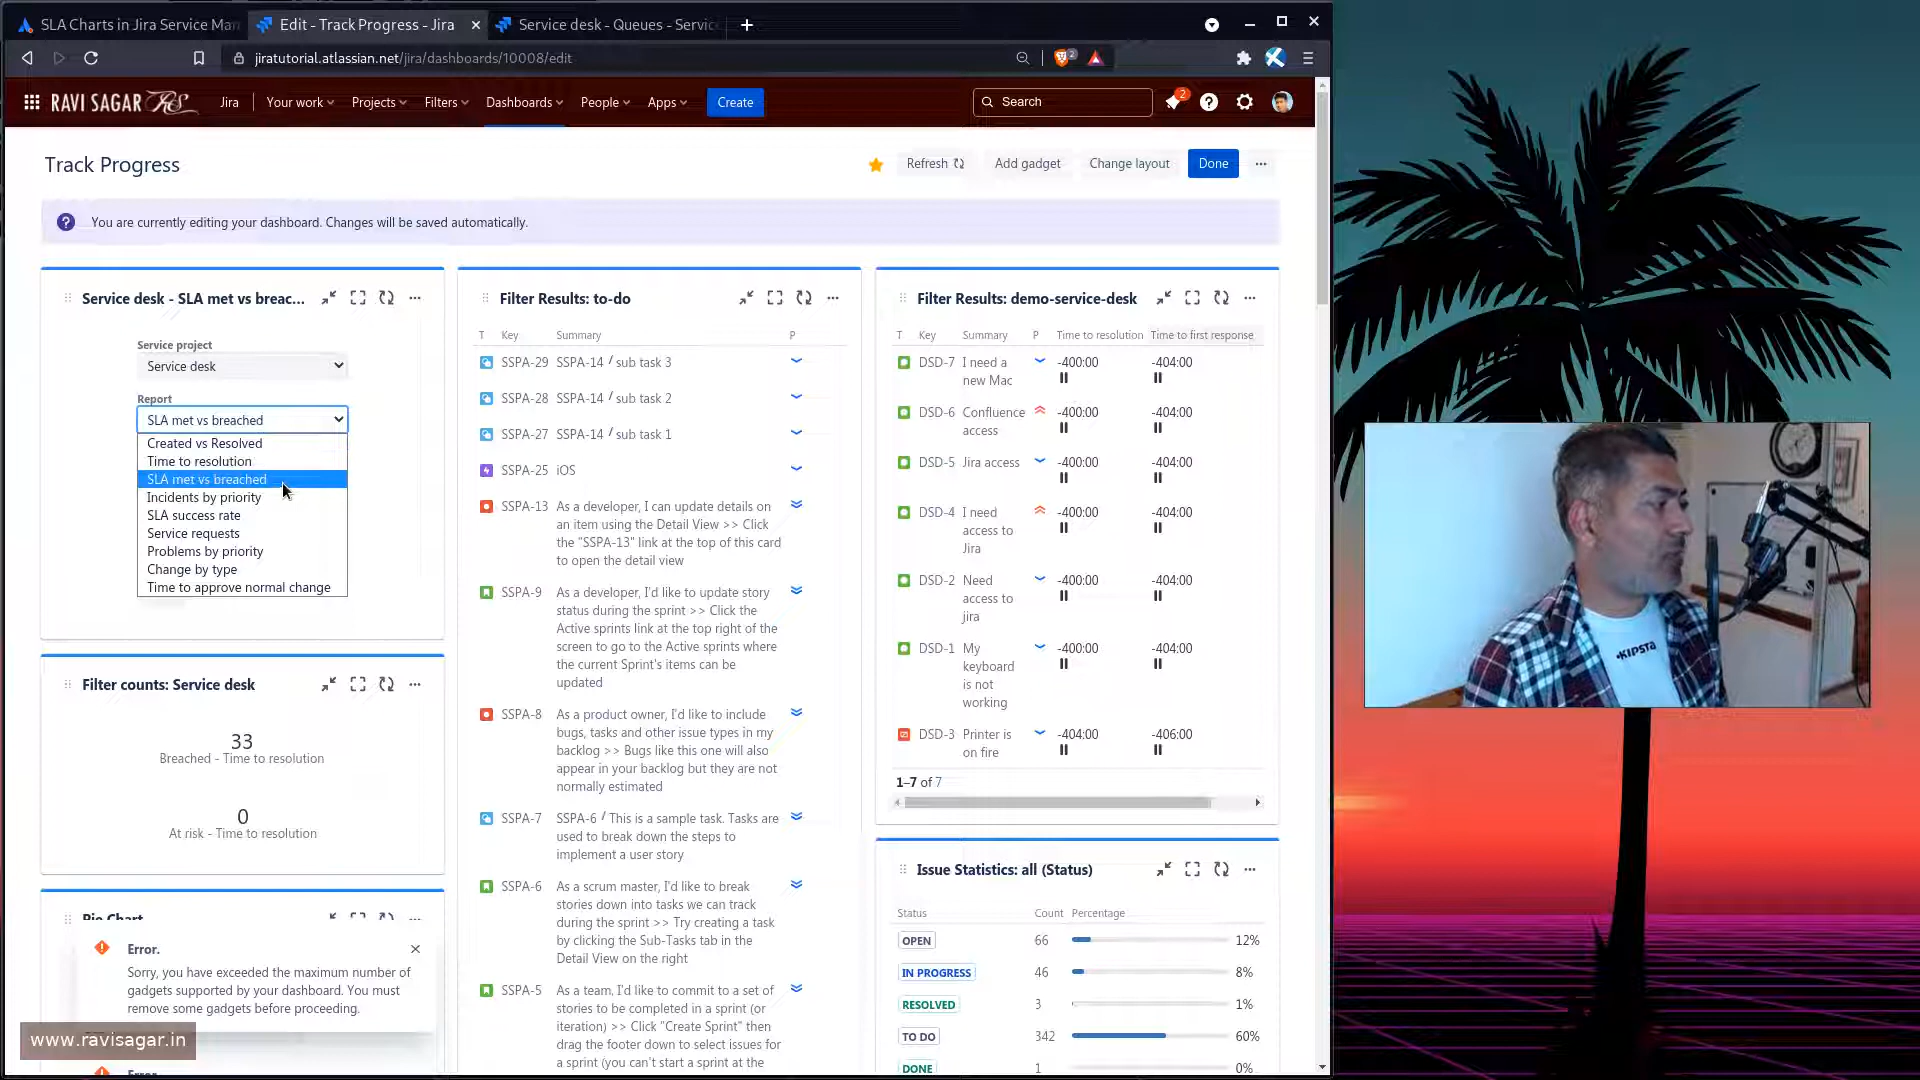 SLA Charts in Jira Service Man
Edit - Track Progress - Jira
Service desk - Queues - Servic
jiratutorial.atlassian.net/jira/dashboards/10008/edit
2
RAVI SAGAR RS
Jira
Your work
Projects
Filters
Dashboards
People
Apps
Create
Search
2
Track Progress
Refresh
Add gadget
Change layout
Done
You are currently editing your dashboard. Changes will be saved automatically.
Service desk - SLA met vs breac...
Service project
Service desk
Report
SLA met vs breached
Created vs Resolved
Time to resolution
SLA met vs breached
Incidents by priority
SLA success rate
Service requests
Problems by priority
Change by type
Time to approve normal change
Filter counts: Service desk
33
Breached - Time to resolution
0
At risk - Time to resolution
Pie Chart
Error.
Sorry, you have exceeded the maximum number of
gadgets supported by your dashboard. You must
remove some gadgets before proceeding.
www.ravisagar.in
Error.
Filter Results: to-do
T Key Summary P
SSPA-29 SSPA-14 / sub task 3
SSPA-28 SSPA-14 / sub task 2
SSPA-27 SSPA-14 / sub task 1
SSPA-25 iOS
SSPA-13 As a developer, I can update details on
an item using the Detail View >> Click
the "SSPA-13" link at the top of this card
to open the detail view
SSPA-9 As a developer, I'd like to update story
status during the sprint >> Click the
Active sprints link at the top right of the
screen to go to the Active sprints where
the current Sprint's items can be
updated
SSPA-8 As a product owner, I'd like to include
bugs, tasks and other issue types in my
backlog >> Bugs like this one will also
appear in your backlog but they are not
normally estimated
SSPA-7 SSPA-6 / This is a sample task. Tasks are
used to break down the steps to
implement a user story
SSPA-6 As a scrum master, I'd like to break
stories down into tasks we can track
during the sprint >> Try creating a task
by clicking the Sub-Tasks tab in the
Detail View on the right
SSPA-5 As a team, I'd like to commit to a set of
stories to be completed in a sprint (or
iteration) >> Click "Create Sprint" then
drag the footer down to select issues for
a sprint (you can't start a sprint at the
Filter Results: demo-service-desk
T Key Summary P Time to resolution Time to first response
DSD-7 I need a -400:00 -404:00
new Mac
DSD-6 Confluence -400:00 -404:00
access
DSD-5 Jira access -400:00 -404:00
DSD-4 I need -400:00 -404:00
access to
Jira
DSD-2 Need -400:00 -404:00
access to
jira
DSD-1 My -400:00 -404:00
keyboard
is not
working
DSD-3 Printer is -404:00 -406:00
on fire
1–7 of 7
Issue Statistics: all (Status)
Status Count Percentage
OPEN 66 12%
IN PROGRESS 46 8%
RESOLVED 3 1%
TO DO 342 60%
DONE 1 0%
KIPSTA